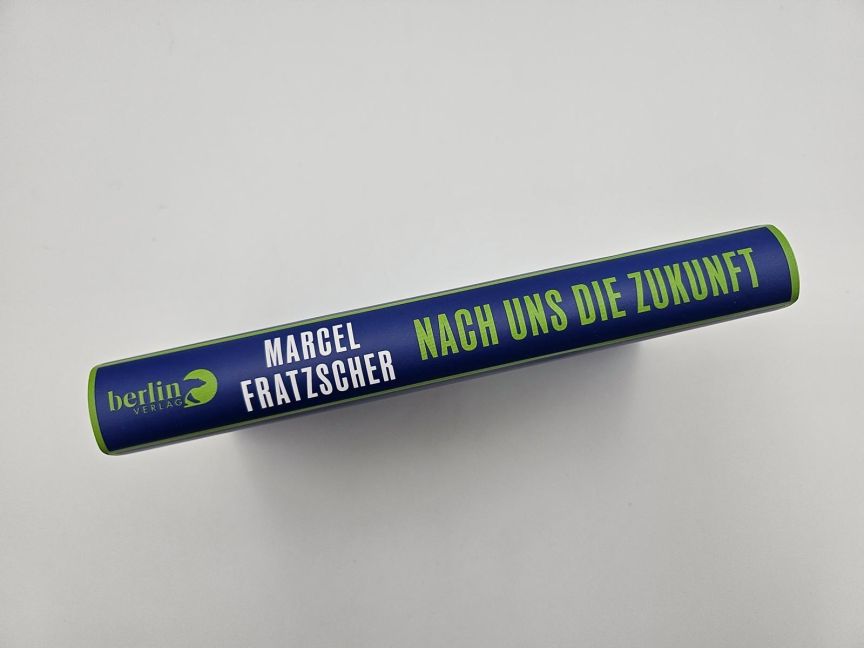 berlin
VERLAG
MARCEL
FRATZSCHER
NACH UNS DIE ZUKUNFT